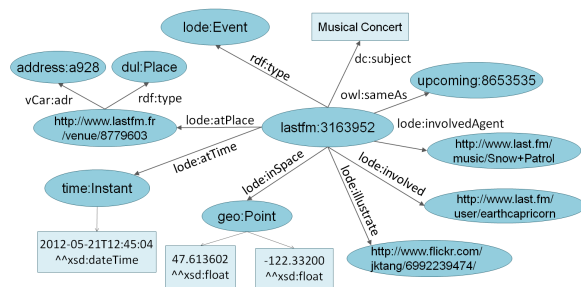 lode:Event
Musical Concert
rdf:type
dc:subject
address:a928
dul:Place
upcoming:8653535
owl:sameAs
vCar:adr
rdf:type
http://www.lastfm.fr
/venue/8779603
lode:atPlace
lastfm:3163952
lode:involvedAgent
http://www.last.fm/
music/Snow+Patrol
lode:atTime
lode:inSpace
lode:illustrate
lode:involved
time:Instant
http://www.last.fm/
user/earthcapricorn
geo:Point
2012-05-21T12:45:04
^^xsd:dateTime
47.613602
^^xsd:float
-122.33200
^^xsd:float
http://www.flickr.com/
jktang/6992239474/